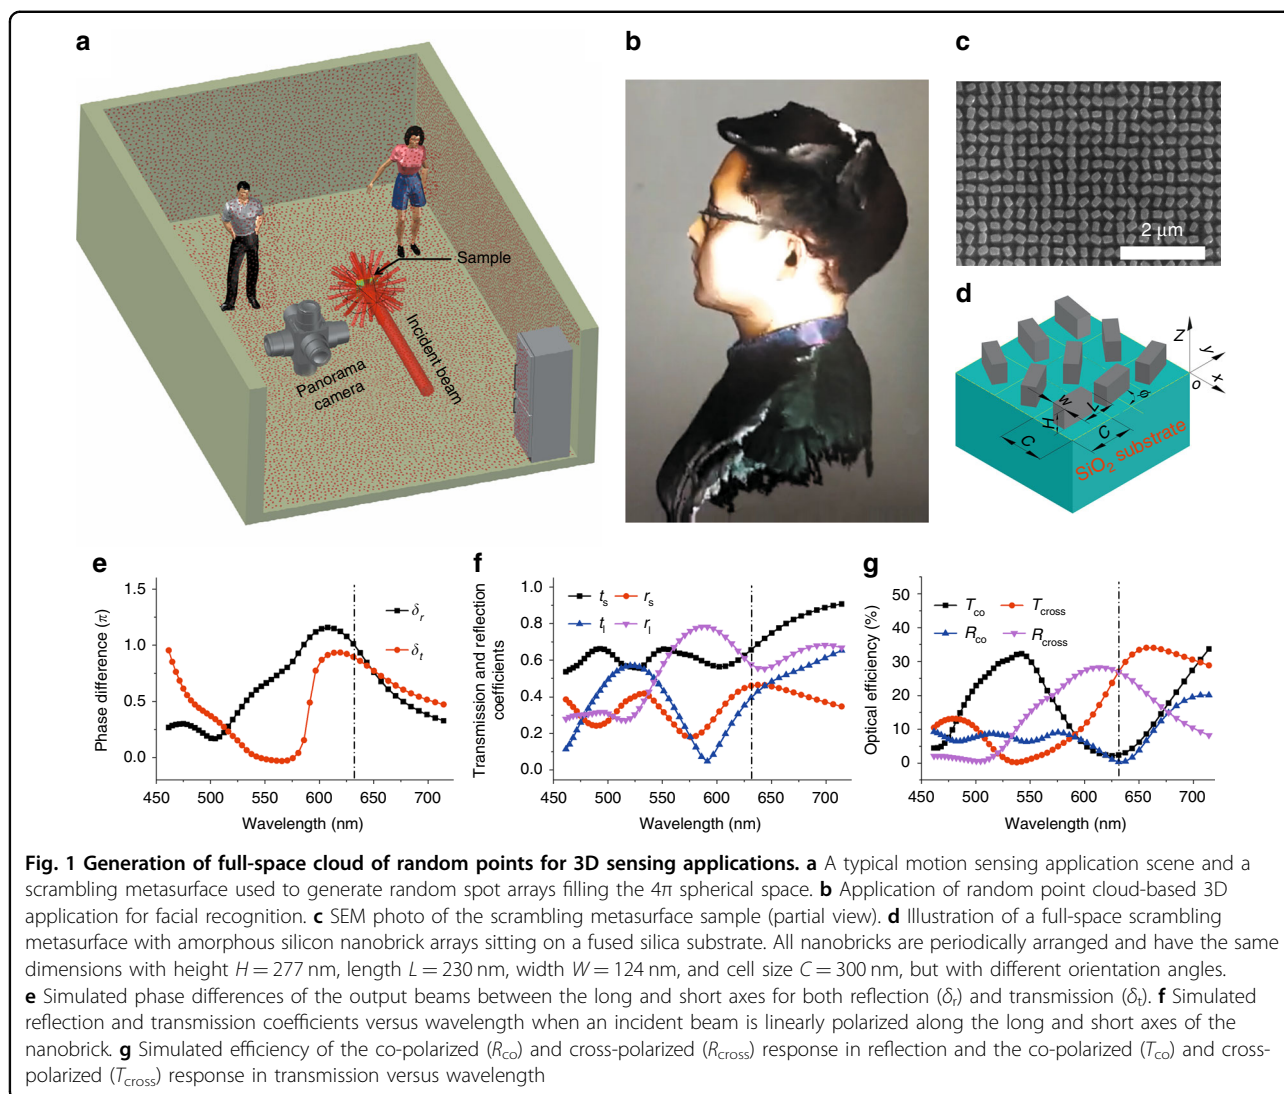 a
b
c
Sample
Incident beam
Panorama
camera
2 μm
d
Z
y
x
o
W
L
ø
H
C
C
SiO₂ substrate
e
Phase difference (π)
1.5
1.0
0.5
0.0
δᵣ
δₜ
450 500 550 600 650 700
Wavelength (nm)
f
Transmission and reflection
coefficients
1.0
0.8
0.6
0.4
0.2
0.0
tₛ rₛ
tₗ rₗ
450 500 550 600 650 700
Wavelength (nm)
g
Optical efficiency (%)
50
40
30
20
10
0
T_co T_cross
R_co R_cross
450 500 550 600 650 700
Wavelength (nm)
Fig. 1 Generation of full-space cloud of random points for 3D sensing applications. a A typical motion sensing application scene and a
scrambling metasurface used to generate random spot arrays filling the 4π spherical space. b Application of random point cloud-based 3D
application for facial recognition. c SEM photo of the scrambling metasurface sample (partial view). d Illustration of a full-space scrambling
metasurface with amorphous silicon nanobrick arrays sitting on a fused silica substrate. All nanobricks are periodically arranged and have the same
dimensions with height H = 277 nm, length L = 230 nm, width W = 124 nm, and cell size C = 300 nm, but with different orientation angles.
e Simulated phase differences of the output beams between the long and short axes for both reflection (δᵣ) and transmission (δₜ). f Simulated
reflection and transmission coefficients versus wavelength when an incident beam is linearly polarized along the long and short axes of the
nanobrick. g Simulated efficiency of the co-polarized (R_co) and cross-polarized (R_cross) response in reflection and the co-polarized (T_co) and cross-
polarized (T_cross) response in transmission versus wavelength